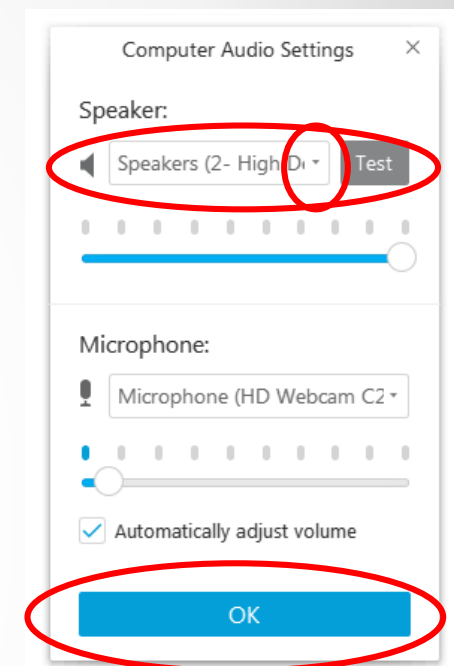 Computer Audio Settings
Speaker:
Speakers (2- High D Test
Microphone:
Microphone (HD Webcam C2
Automatically adjust volume
OK